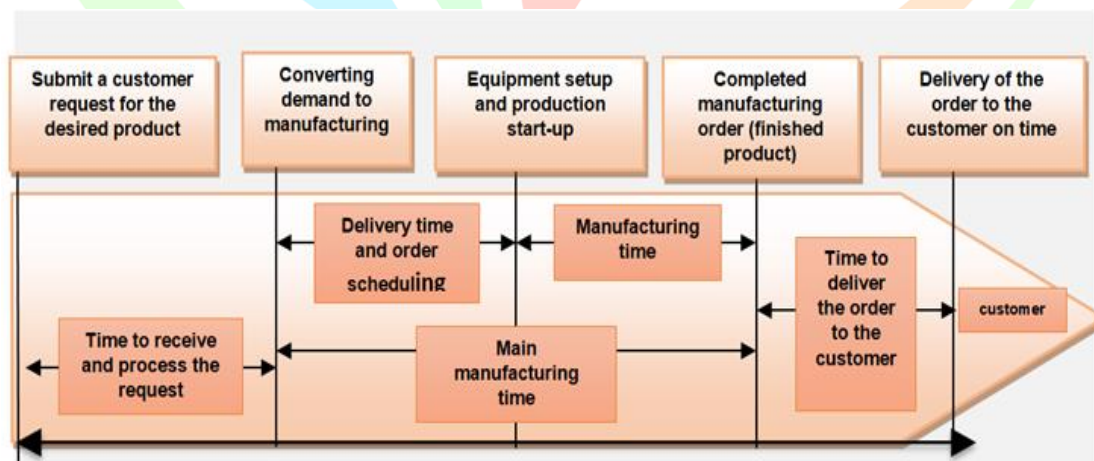 Submit a customer
request for the
desired product
Converting
demand to
manufacturing
Equipment setup
and production
start-up
Completed
manufacturing
order (finished
product)
Delivery of the
order to the
customer on time
Delivery time
and order
scheduling
Manufacturing
time
Time to
deliver
the order
to the
customer
customer
Time to receive
and process the
request
Main
manufacturing
time